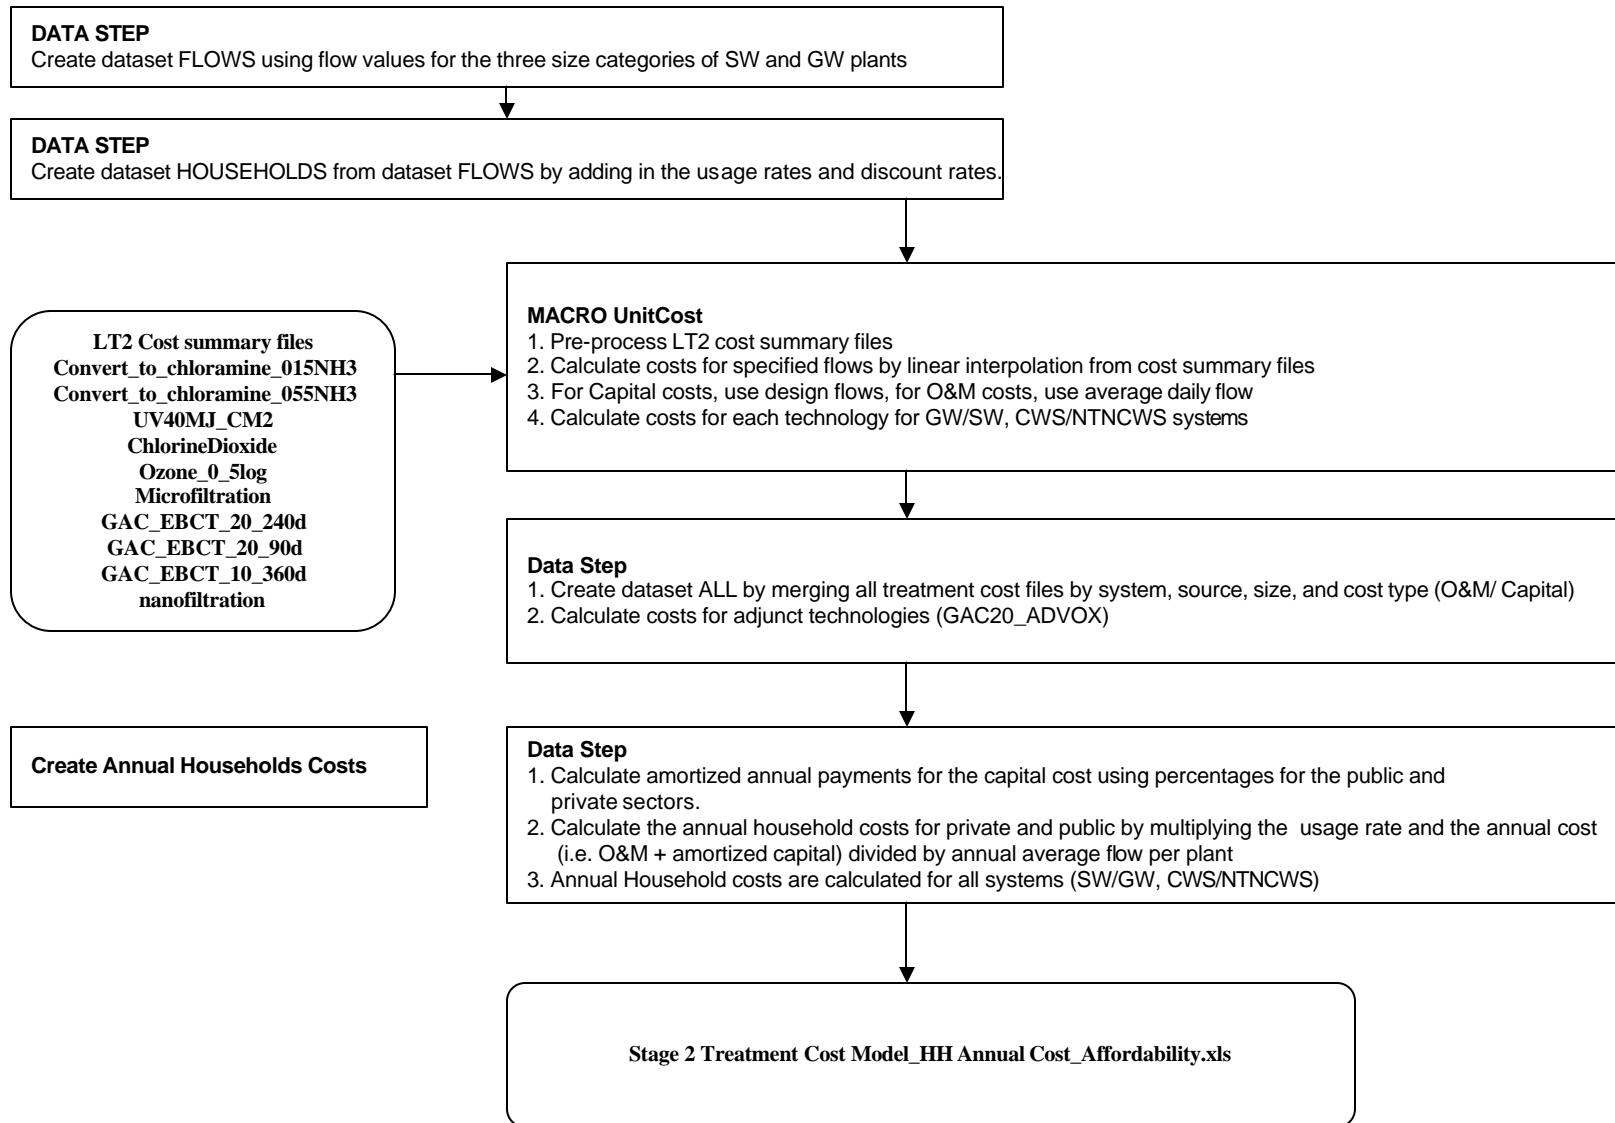 DATA STEP
Create dataset FLOWS using flow values for the three size categories of SW and GW plants
DATA STEP
Create dataset HOUSEHOLDS from dataset FLOWS by adding in the usage rates and discount rates.
LT2 Cost summary files
Convert_to_chloramine_015NH3
Convert_to_chloramine_055NH3
UV40MJ_CM2
ChlorineDioxide
Ozone_0_5log
Microfiltration
GAC_EBCT_20_240d
GAC_EBCT_20_90d
GAC_EBCT_10_360d
nanofiltration
MACRO UnitCost
1. Pre-process LT2 cost summary files
2. Calculate costs for specified flows by linear interpolation from cost summary files
3. For Capital costs, use design flows, for O&M costs, use average daily flow
4. Calculate costs for each technology for GW/SW, CWS/NTNCWS systems
Data Step
1. Create dataset ALL by merging all treatment cost files by system, source, size, and cost type (O&M/ Capital)
2. Calculate costs for adjunct technologies (GAC20_ADVOX)
Create Annual Households Costs
Data Step
1. Calculate amortized annual payments for the capital cost using percentages for the public and
private sectors.
2. Calculate the annual household costs for private and public by multiplying the usage rate and the annual cost
(i.e. O&M + amortized capital) divided by annual average flow per plant
3. Annual Household costs are calculated for all systems (SW/GW, CWS/NTNCWS)
Stage 2 Treatment Cost Model_HH Annual Cost_Affordability.xls